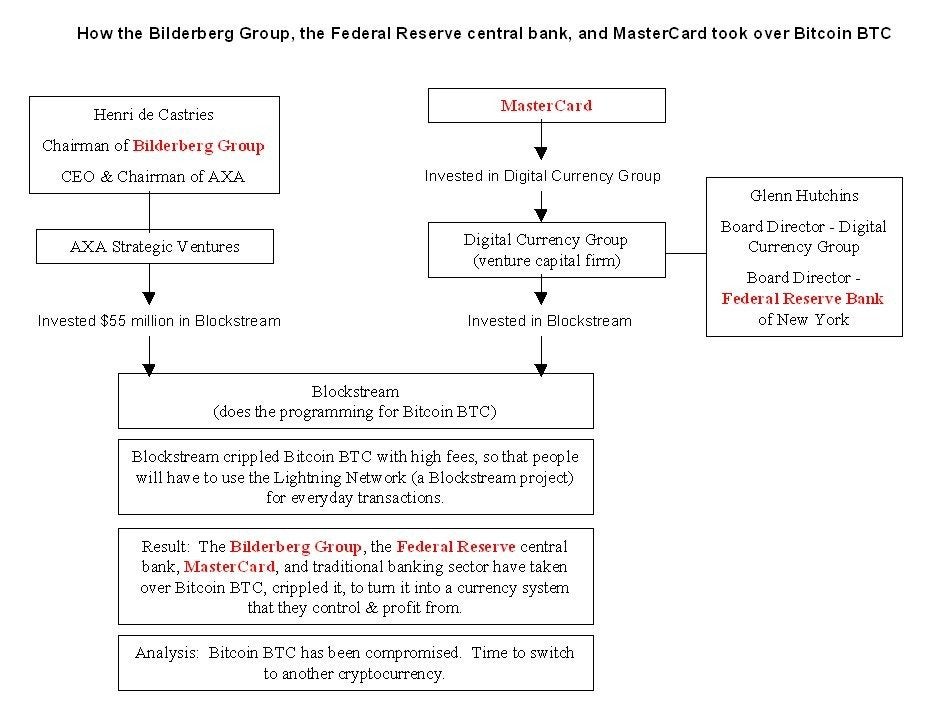 How the Bilderberg Group, the Federal Reserve central bank, and MasterCard took over Bitcoin BTC
Henri de Castries
Chairman of Bilderberg Group
CEO & Chairman of AXA
AXA Strategic Ventures
Invested $55 million in Blockstream
MasterCard
Invested in Digital Currency Group
Digital Currency Group
(venture capital firm)
Invested in Blockstream
Glenn Hutchins
Board Director - Digital
Currency Group
Board Director -
Federal Reserve Bank
of New York
Blockstream
(does the programming for Bitcoin BTC)
Blockstream crippled Bitcoin BTC with high fees, so that people
will have to use the Lightning Network (a Blockstream project)
for everyday transactions.
Result:  The Bilderberg Group, the Federal Reserve central
bank, MasterCard, and traditional banking sector have taken
over Bitcoin BTC, crippled it, to turn it into a currency system
that they control & profit from.
Analysis:  Bitcoin BTC has been compromised.  Time to switch
to another cryptocurrency.